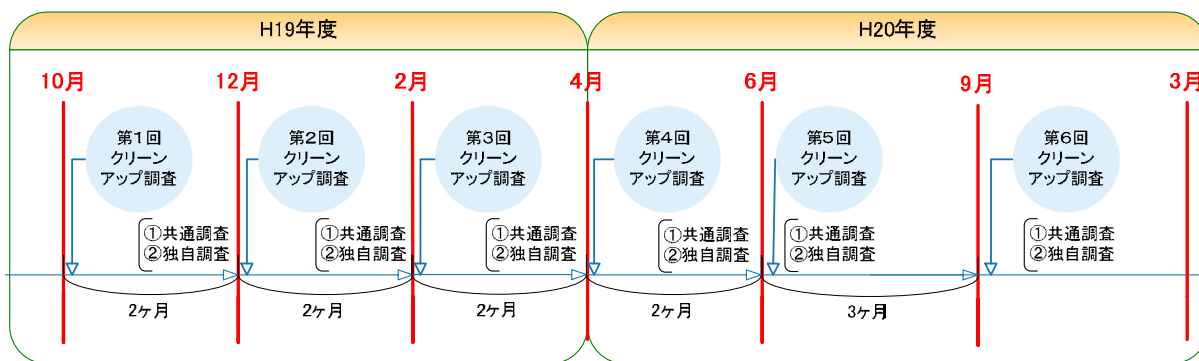 H19年度
H20年度
10月
12月
2月
4月
6月
9月
3月
第1回
クリーン
アップ調査
第2回
クリーン
アップ調査
第3回
クリーン
アップ調査
第4回
クリーン
アップ調査
第5回
クリーン
アップ調査
第6回
クリーン
アップ調査
①共通調査
②独自調査
①共通調査
②独自調査
①共通調査
②独自調査
①共通調査
②独自調査
①共通調査
②独自調査
①共通調査
②独自調査
2ヶ月
2ヶ月
2ヶ月
2ヶ月
3ヶ月